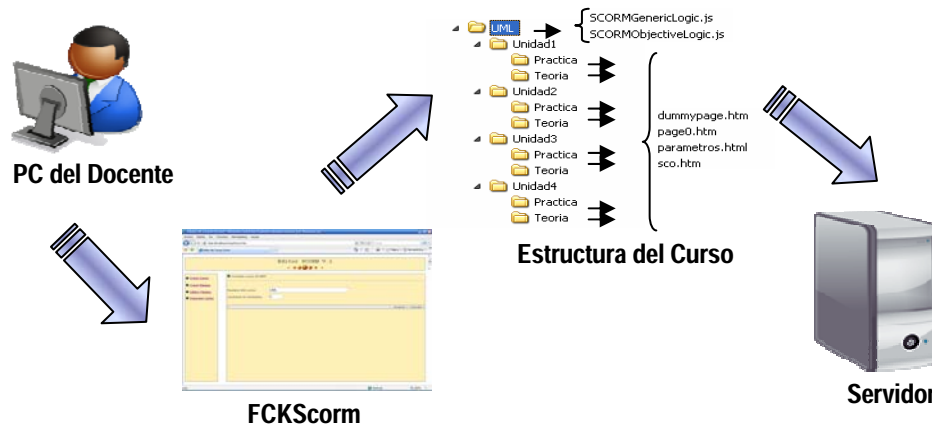 PC del Docente
FCKScorm
UML
SCORMGenericLogic.js
SCORMObjectiveLogic.js
Unidad1
Practica
Teoria
Unidad2
Practica
Teoria
Unidad3
Practica
Teoria
Unidad4
Practica
Teoria
dummypage.htm
page0.htm
parametros.html
sco.htm
Estructura del Curso
Servidor